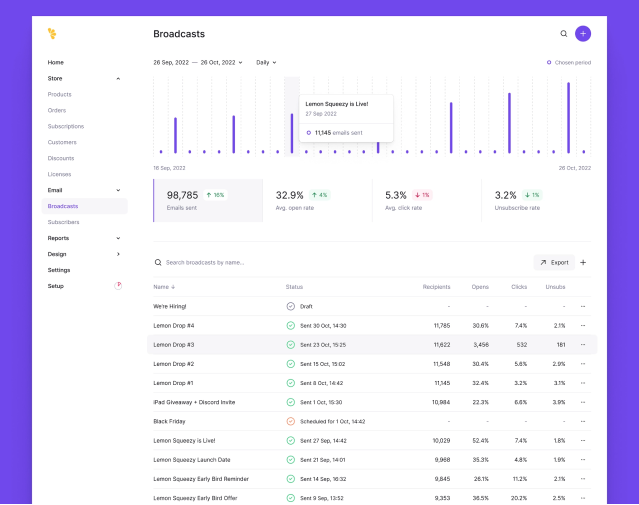 Broadcasts
Home
Store
Products
Orders
Subscriptions
Customers
Discounts
Licenses
Email
Broadcasts
Subscribers
Reports
Design
Settings
Setup
26 Sep, 2022 — 26 Oct, 2022
Daily
Chosen period
Lemon Squeezy is Live!
27 Sep 2022
11,145 emails sent
16 Sep, 2022
26 Oct, 2022
98,785 ↑ 16%
Emails sent
32.9% ↑ 4%
Avg. open rate
5.3% ↓ 1%
Avg. click rate
3.2% ↓ 1%
Unsubscribe rate
Search broadcasts by name...
Export
Name ↓ Status Recipients Opens Clicks Unsubs
We're Hiring! Draft - - - -
Lemon Drop #4 Sent 30 Oct, 14:30 11,785 30.6% 7.4% 2.1%
Lemon Drop #3 Sent 23 Oct, 15:25 11,622 3,456 532 181
Lemon Drop #2 Sent 15 Oct, 15:02 11,548 30.4% 5.6% 2.9%
Lemon Drop #1 Sent 8 Oct, 14:42 11,145 32.4% 3.2% 3.1%
iPad Giveaway + Discord Invite Sent 1 Oct, 15:30 10,984 22.3% 6.6% 3.9%
Black Friday Scheduled for 1 Oct, 14:42 - - - -
Lemon Squeezy is Live! Sent 27 Sep, 14:42 10,029 52.4% 7.4% 1.8%
Lemon Squeezy Launch Date Sent 21 Sep, 14:01 9,968 35.3% 4.8% 1.9%
Lemon Squeezy Early Bird Reminder Sent 14 Sep, 16:32 9,845 26.1% 11.2% 2.1%
Lemon Squeezy Early Bird Offer Sent 9 Sep, 13:52 9,353 36.5% 20.2% 2.5%